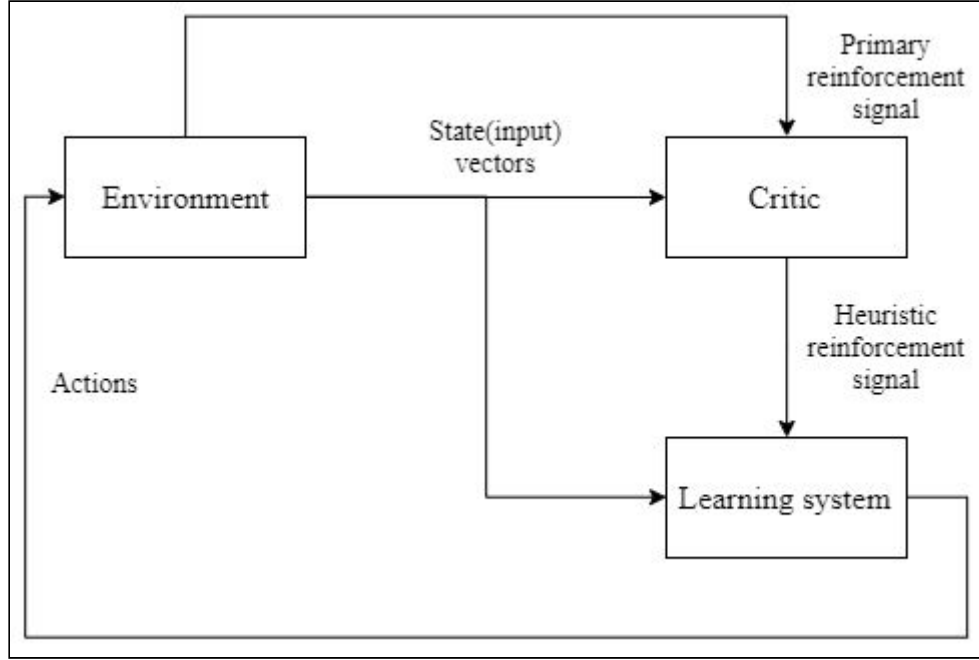 Primary
reinforcement
signal
State(input)
vectors
Environment
Critic
Heuristic
reinforcement
signal
Actions
Learning system